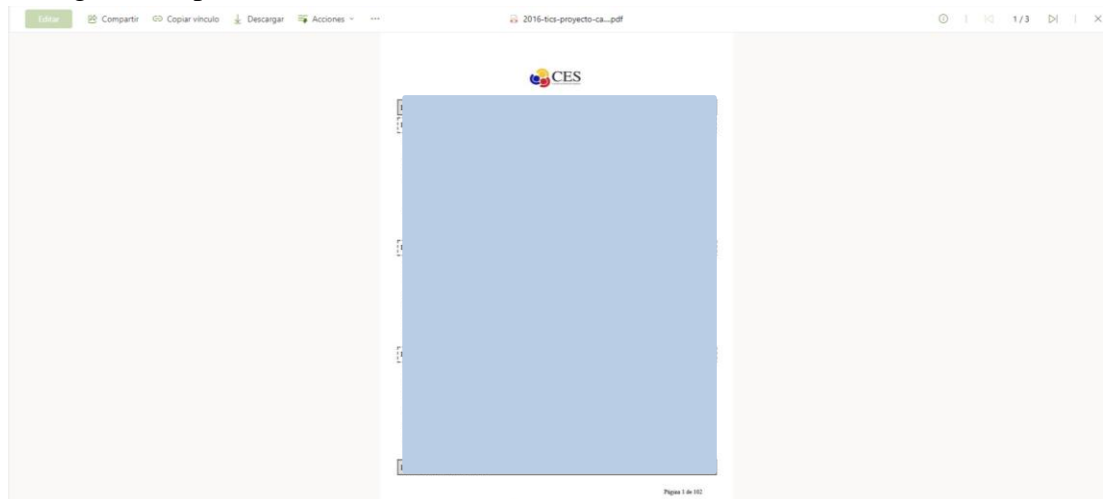 Editar Compartir Copiar vínculo Descargar Acciones ··· 2016-tics-proyecto-ca....pdf 1 / 3
CES
Página 1 de 102